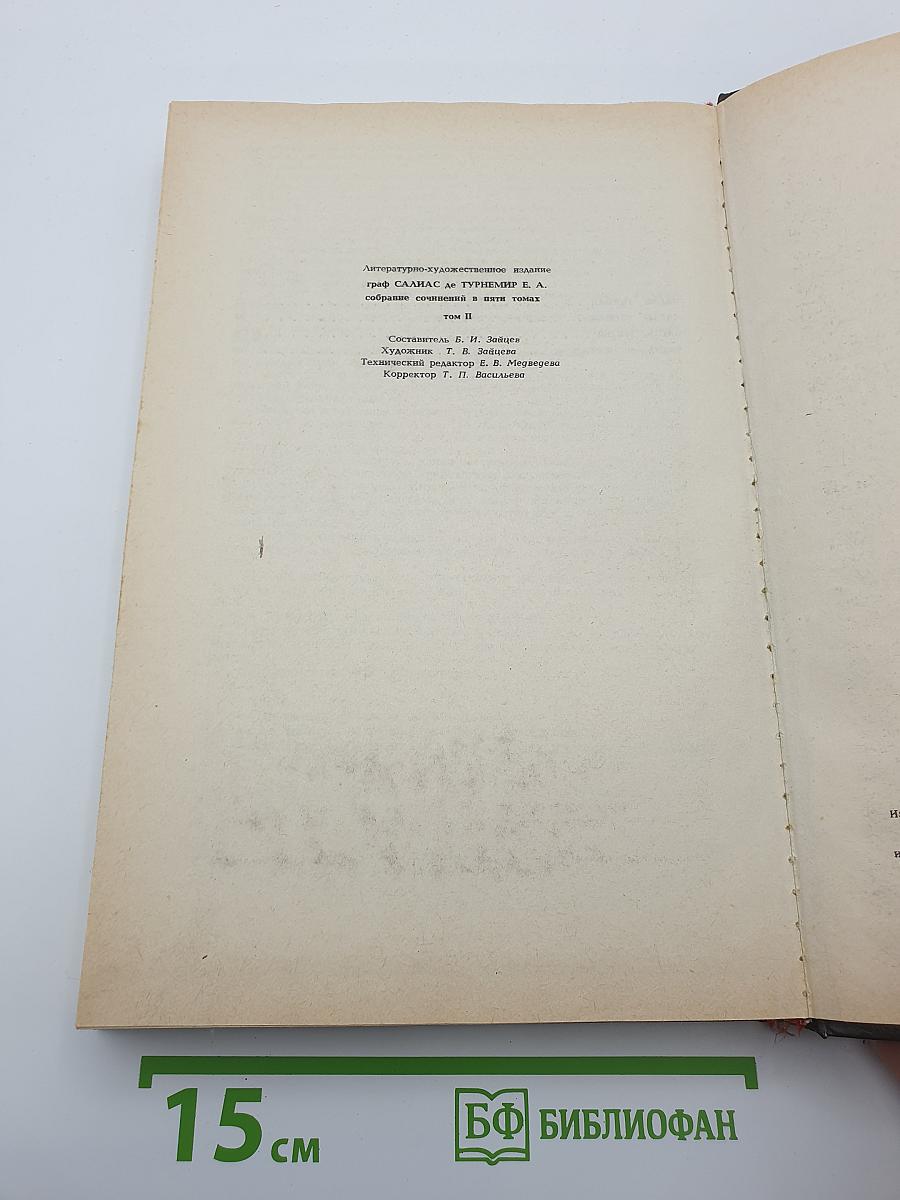 Литературно-художественное издание
граф САЛИАС де ТУРНЕМИР Е. А.
собрание сочинений в пяти томах
том II
Составитель Б. И. Зайцев
Художник . Т. В. Зайцева
Технический редактор Е. В. Медведева
Корректор Т. П. Васильева
15 см
БФ БИБЛИОФАН